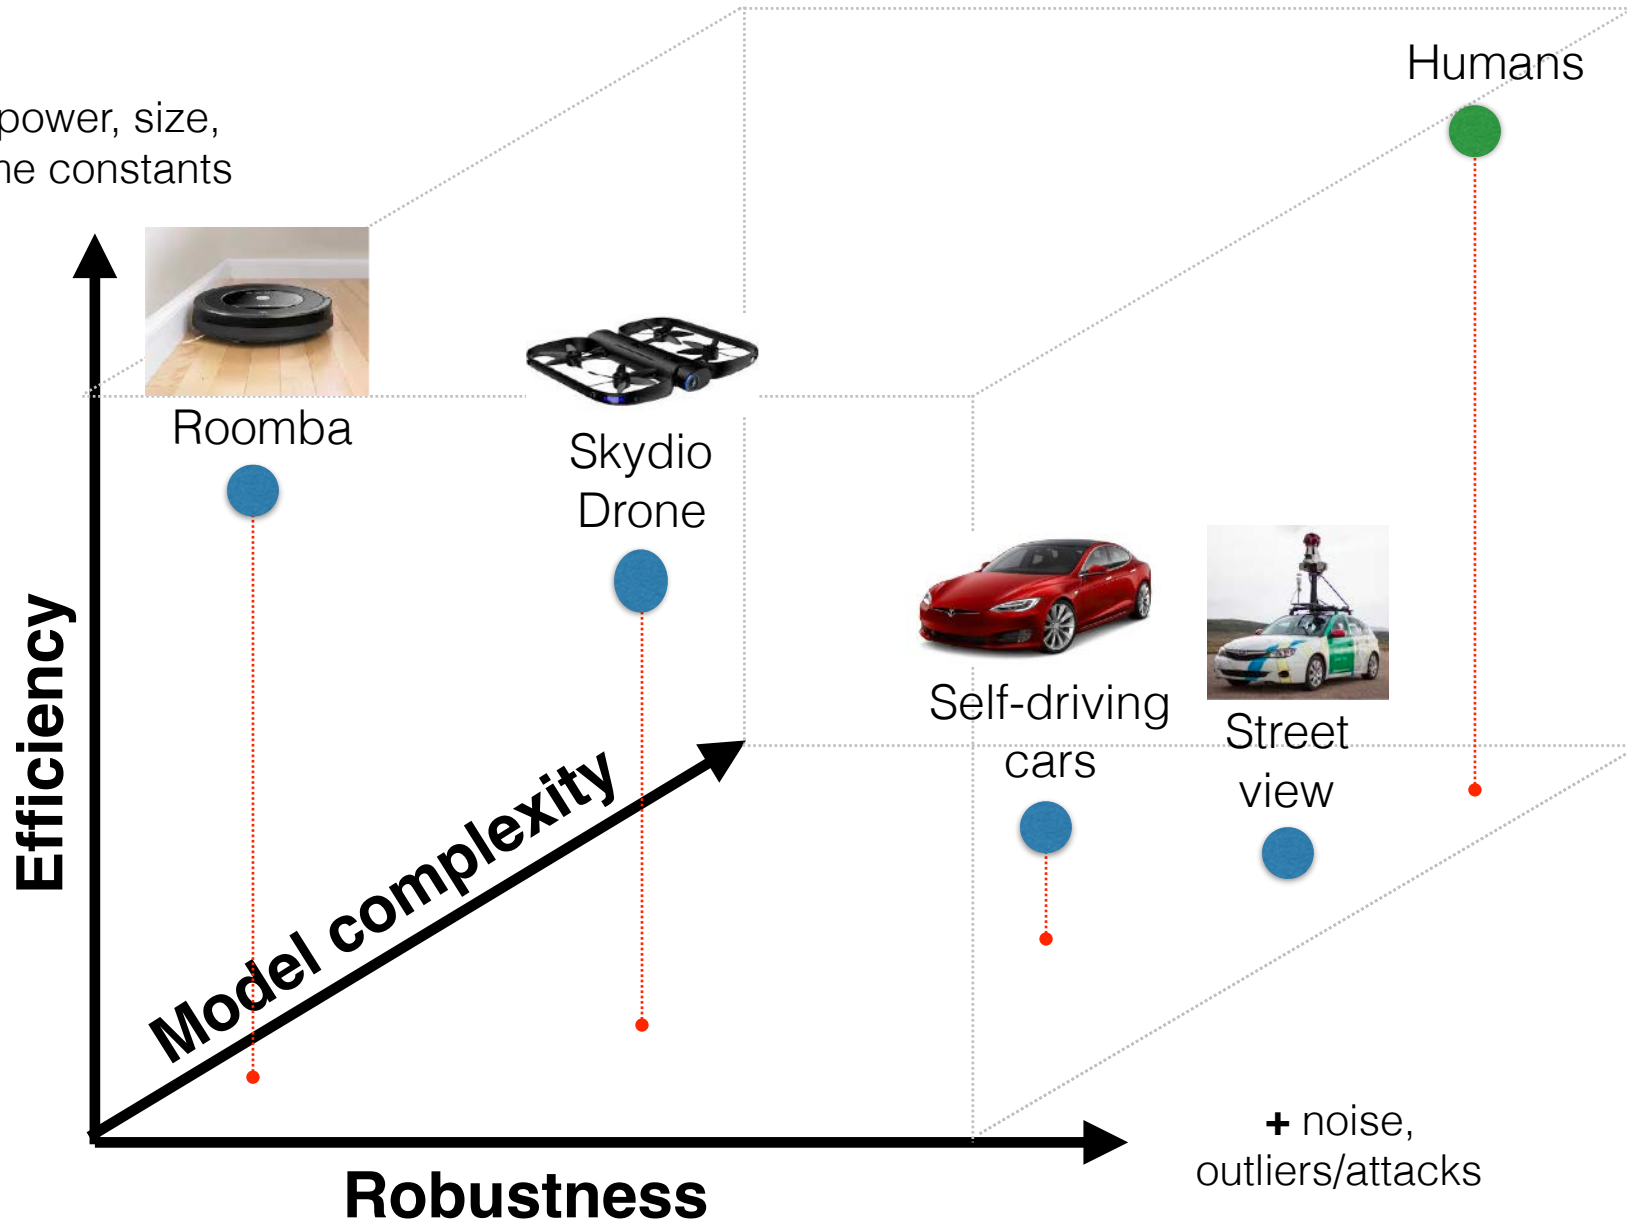 Humans
power, size,
constants
Roomba
Skydio
Drone
Self-driving
cars
Street
view
Efficiency
Model complexity
Robustness
+ noise,
outliers/attacks